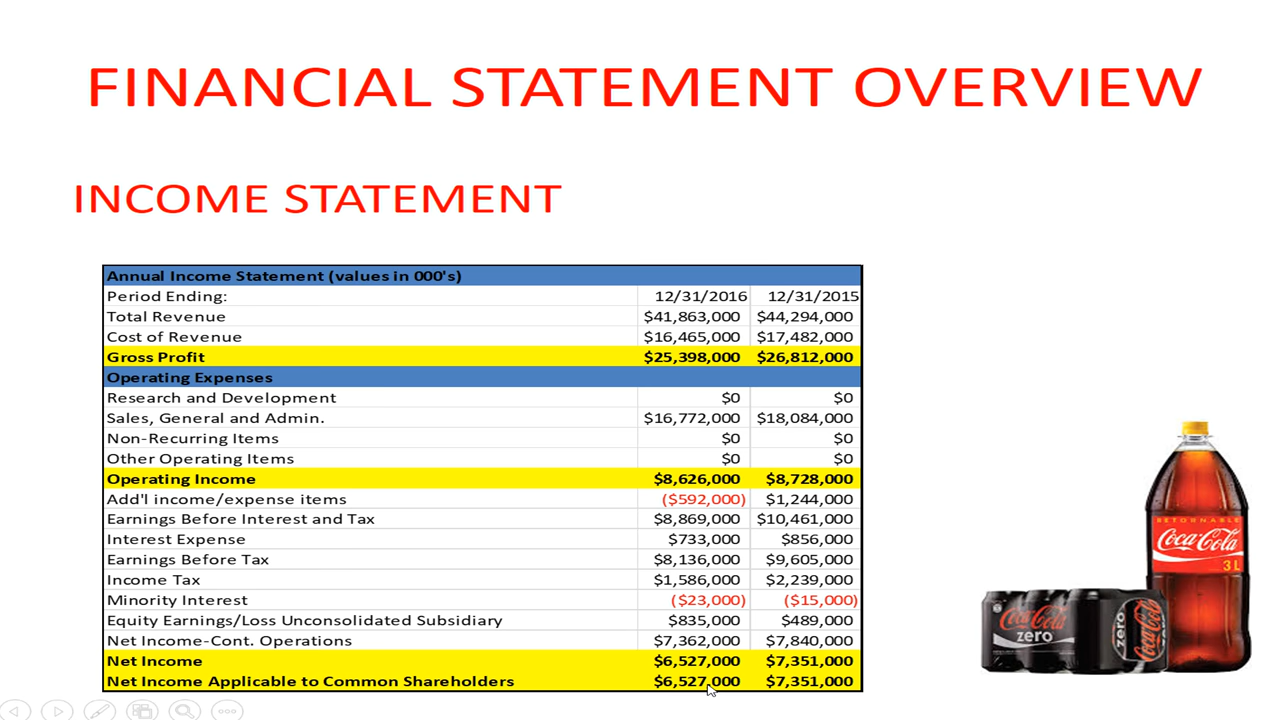 FINANCIAL STATEMENT OVERVIEW
INCOME STATEMENT
Annual Income Statement (values in 000's)
Period Ending: 12/31/2016 12/31/2015
Total Revenue $41,863,000 $44,294,000
Cost of Revenue $16,465,000 $17,482,000
Gross Profit $25,398,000 $26,812,000
Operating Expenses
Research and Development $0 $0
Sales, General and Admin. $16,772,000 $18,084,000
Non-Recurring Items $0 $0
Other Operating Items $0 $0
Operating Income $8,626,000 $8,728,000
Add'l income/expense items ($592,000) $1,244,000
Earnings Before Interest and Tax $8,869,000 $10,461,000
Interest Expense $733,000 $856,000
Earnings Before Tax $8,136,000 $9,605,000
Income Tax $1,586,000 $2,239,000
Minority Interest ($23,000) ($15,000)
Equity Earnings/Loss Unconsolidated Subsidiary $835,000 $489,000
Net Income-Cont. Operations $7,362,000 $7,840,000
Net Income $6,527,000 $7,351,000
Net Income Applicable to Common Shareholders $6,527,000 $7,351,000
RETORNABLE
Coca-Cola
3L
Coca-Cola
zero
zero
Coca-Cola